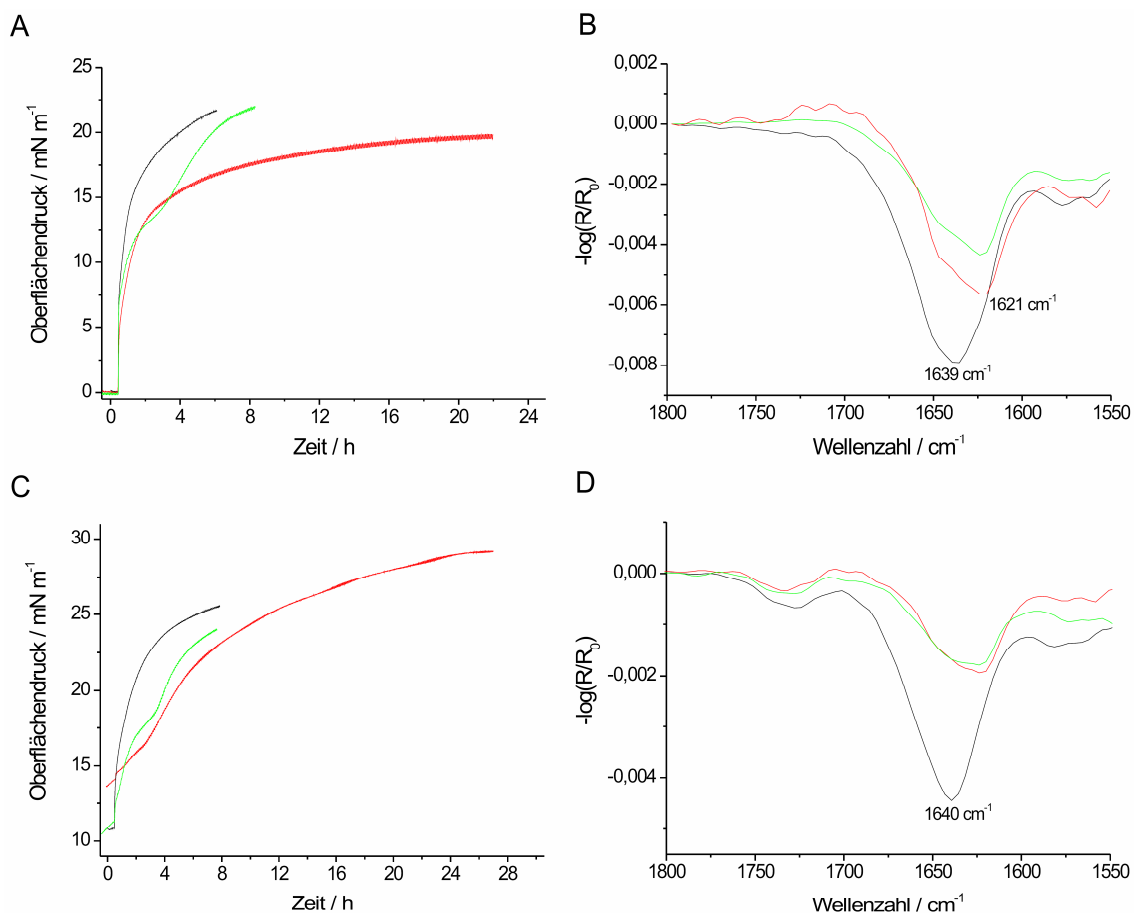 A
Oberflächendruck / mN m⁻¹
25
20
15
10
5
0
0 4 8 12 16 20 24
Zeit / h
B
-log(R/R₀)
0,002
0,000
-0,002
-0,004
-0,006
-0,008
1621 cm⁻¹
1639 cm⁻¹
1800 1750 1700 1650 1600 1550
Wellenzahl / cm⁻¹
C
Oberflächendruck / mN m⁻¹
30
25
20
15
10
0 4 8 12 16 20 24 28
Zeit / h
D
-log(R/R₀)
0,000
-0,002
-0,004
1640 cm⁻¹
1800 1750 1700 1650 1600 1550
Wellenzahl / cm⁻¹